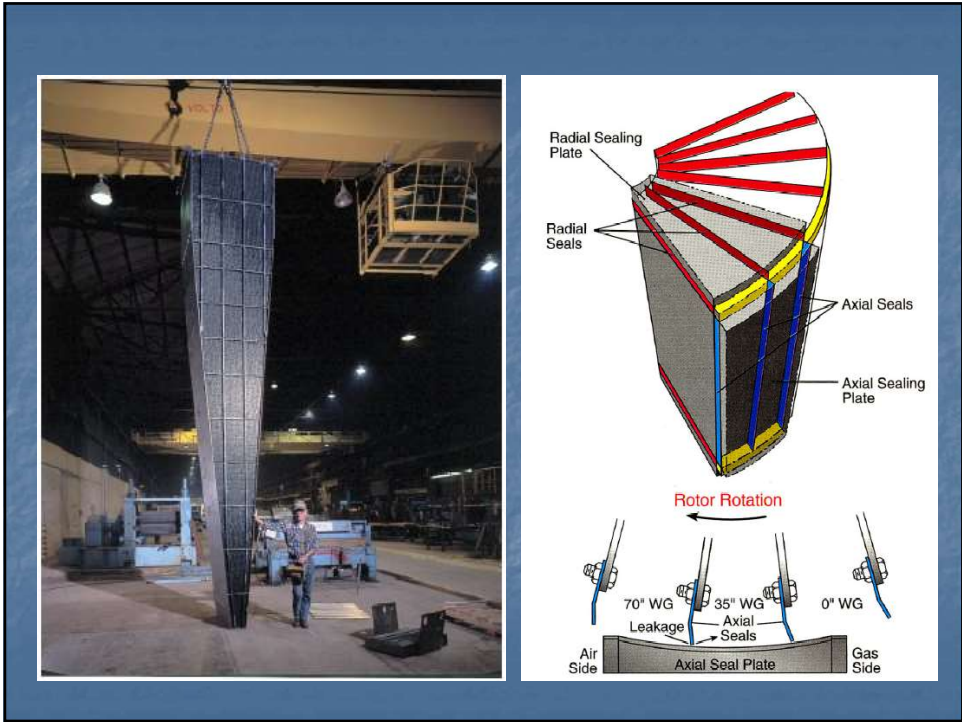 VOLTS
Radial Sealing
Plate
Radial
Seals
Axial Seals
Axial Sealing
Plate
Rotor Rotation
70" WG
35" WG
0" WG
Leakage
Axial
Seals
Air
Side
Axial Seal Plate
Gas
Side